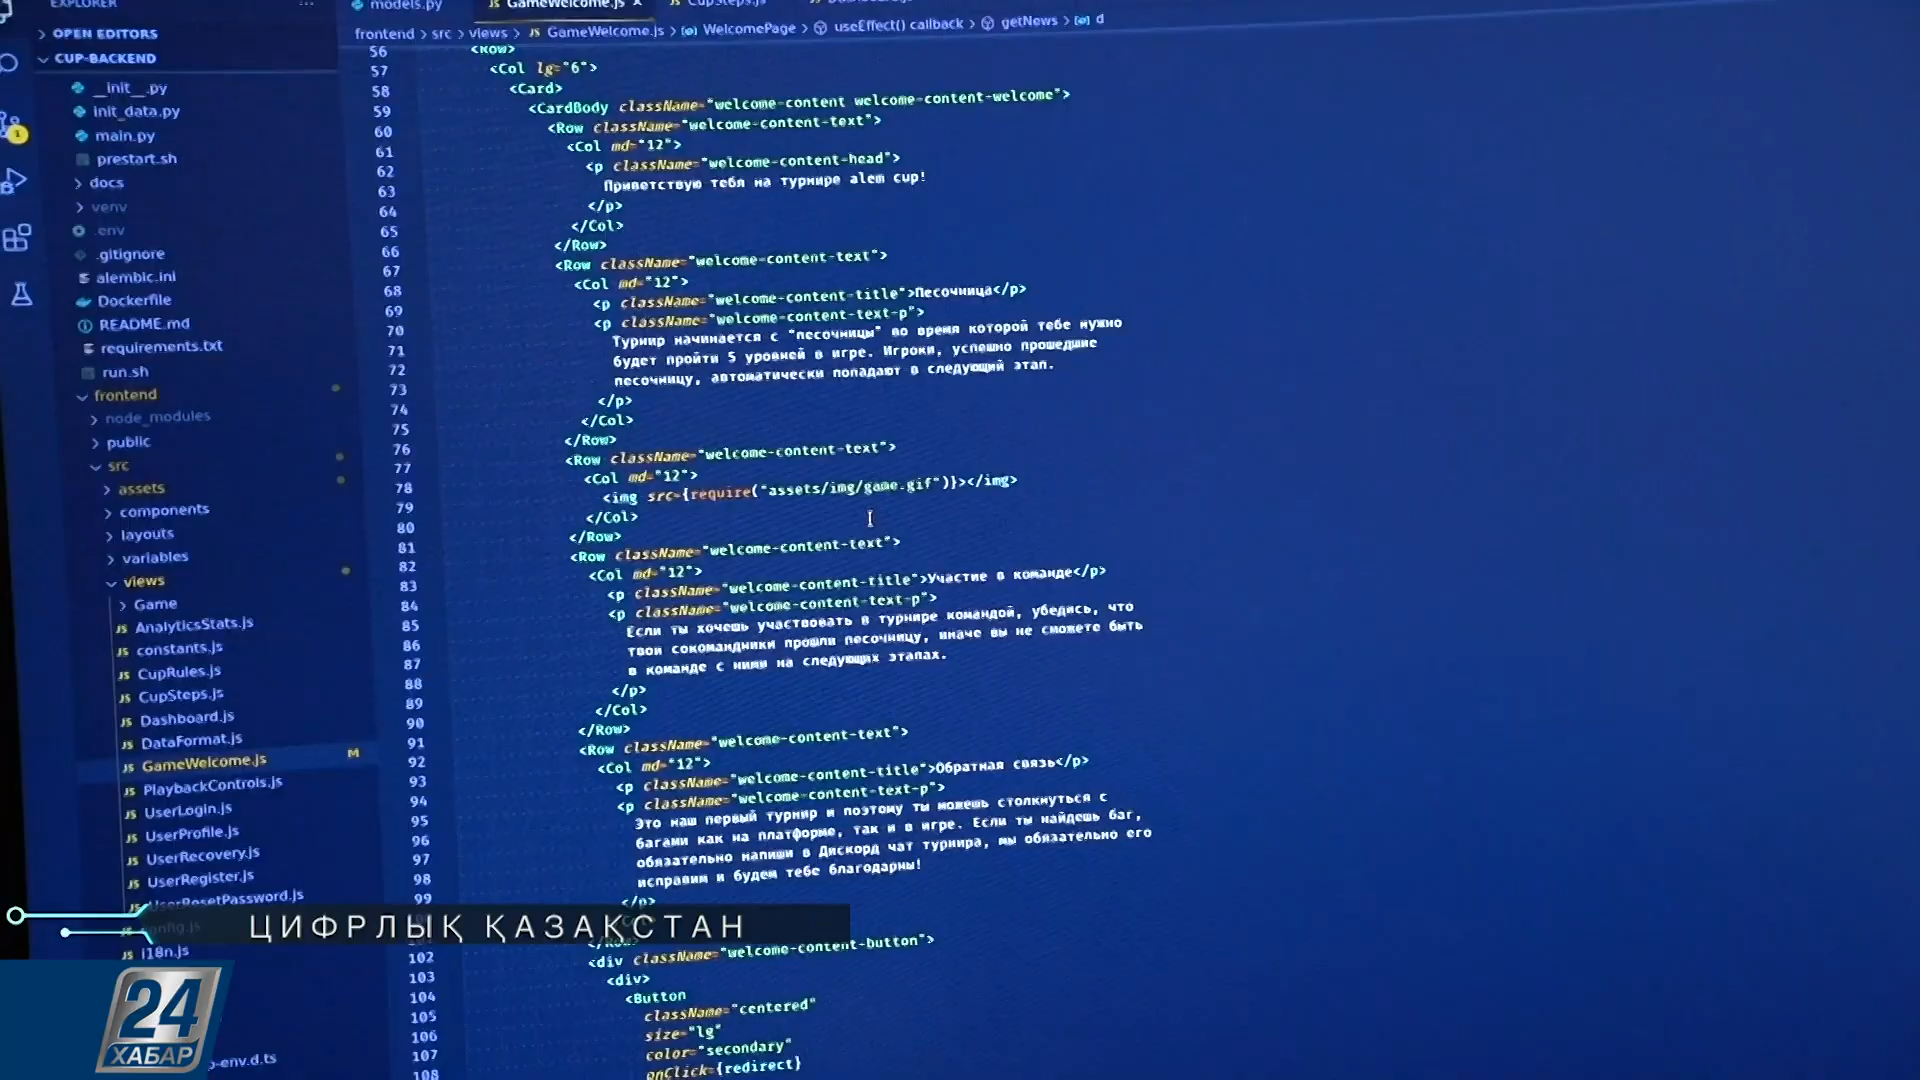 EXPLORER
OPEN EDITORS
CUP-BACKEND
__init__.py
init_data.py
main.py
prestart.sh
docs
venv
.env
.gitignore
alembic.ini
Dockerfile
README.md
requirements.txt
run.sh
frontend
node_modules
public
src
assets
components
layouts
variables
views
Game
AnalyticsStats.js
constants.js
CupRules.js
CupSteps.js
Dashboard.js
DataFormat.js
GameWelcome.js M
PlaybackControls.js
UserLogin.js
UserProfile.js
UserRecovery.js
UserRegister.js
UserResetPassword.js
config.js
i18n.js
-env.d.ts
models.py GameWelcome.js CupSteps.js
frontend > src > views > JS GameWelcome.js > WelcomePage > useEffect() callback > getNews > d
56 <Row>
57 <Col lg="6">
58 <Card>
59 <CardBody className="welcome-content welcome-content-welcome">
60 <Row className="welcome-content-text">
61 <Col md="12">
62 <p className="welcome-content-head">
63 Приветствую тебя на турнире alem cup!
64 </p>
65 </Col>
66 </Row>
67 <Row className="welcome-content-text">
68 <Col md="12">
69 <p className="welcome-content-title">Песочница</p>
70 <p className="welcome-content-text-p">
71 Турнир начинается с "песочницы" во время которой тебе нужно
72 будет пройти 5 уровней в игре. Игроки, успешно прошедшие
73 песочницу, автоматически попадают в следующий этап.
74 </p>
75 </Col>
76 </Row>
77 <Row className="welcome-content-text">
78 <Col md="12">
79 <img src={require("assets/img/game.gif")}></img>
80 </Col>
81 </Row>
82 <Row className="welcome-content-text">
83 <Col md="12">
84 <p className="welcome-content-title">Участие в команде</p>
85 <p className="welcome-content-text-p">
86 Если ты хочешь участвовать в турнире командой, убедись, что
87 твои сокомандники прошли песочницу, иначе вы не сможете быть
88 в команде с ними на следующих этапах.
89 </p>
90 </Col>
91 </Row>
92 <Row className="welcome-content-text">
93 <Col md="12">
94 <p className="welcome-content-title">Обратная связь</p>
95 <p className="welcome-content-text-p">
96 Это наш первый турнир и поэтому ты можешь столкнуться с
97 багами как на платформе, так и в игре. Если ты найдешь баг,
98 обязательно напиши в Дискорд чат турнира, мы обязательно его
99 исправим и будем тебе благодарны!
</p>
</Row>
102 <div className="welcome-content-button">
103 <div>
104 <Button
105 className="centered"
106 size="lg"
107 color="secondary"
108 onClick={redirect}
ЦИФРЛЫҚ ҚАЗАҚСТАН
24
ХАБАР